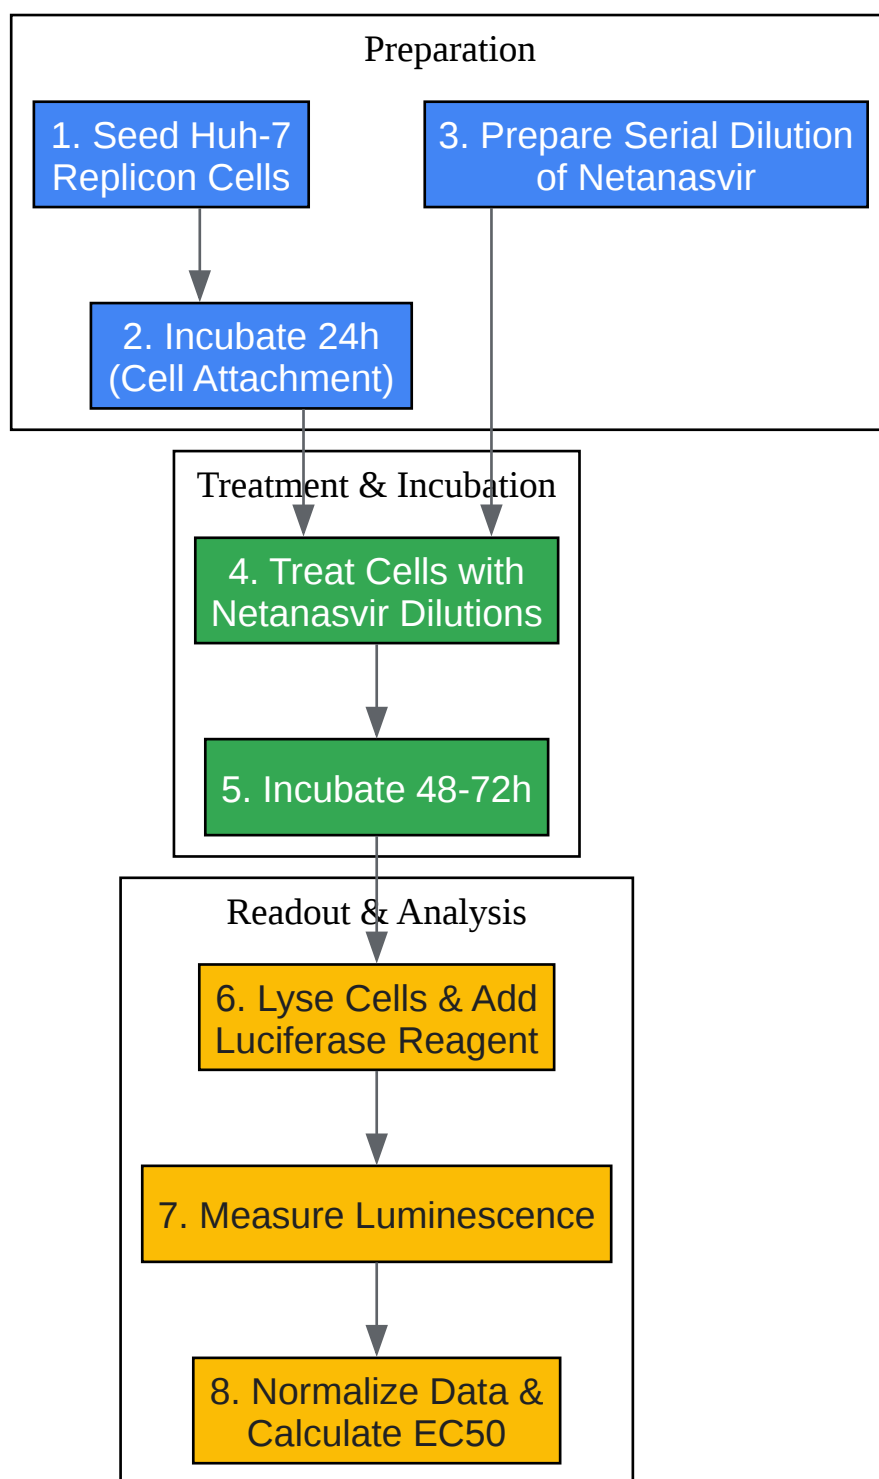 Preparation
1. Seed Huh-7
Replicon Cells
3. Prepare Serial Dilution
of Netanasvir
2. Incubate 24h
(Cell Attachment)
Treatment & Incubation
4. Treat Cells with
Netanasvir Dilutions
5. Incubate 48-72h
Readout & Analysis
6. Lyse Cells & Add
Luciferase Reagent
7. Measure Luminescence
8. Normalize Data &
Calculate EC50